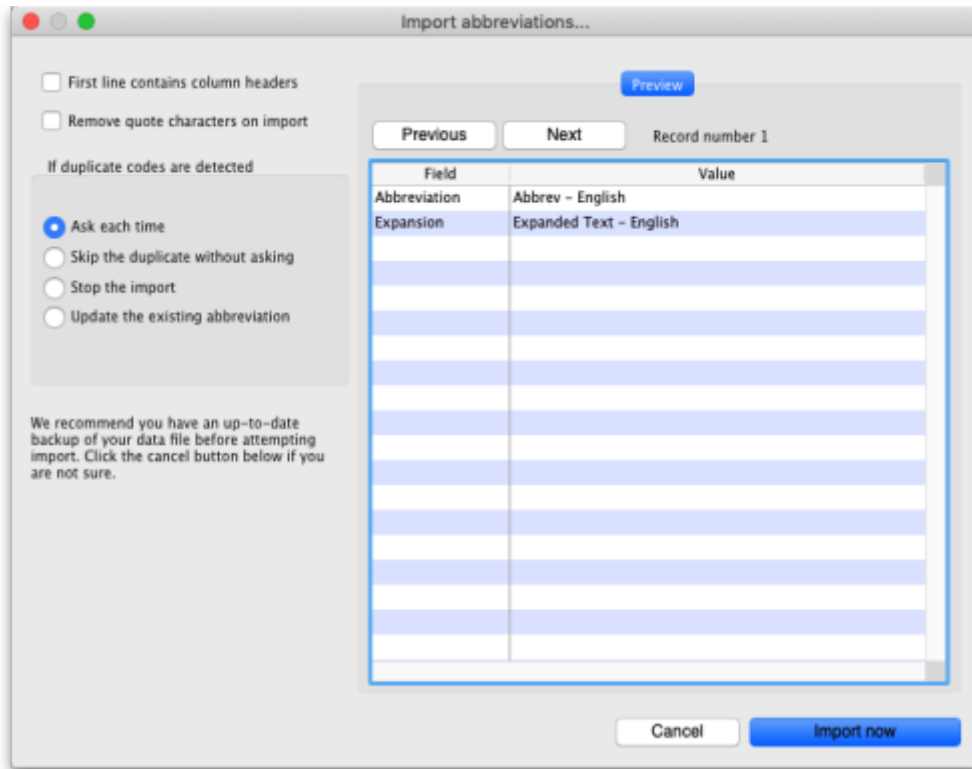 Import abbreviations...
First line contains column headers
Remove quote characters on import
If duplicate codes are detected
Ask each time
Skip the duplicate without asking
Stop the import
Update the existing abbreviation
We recommend you have an up-to-date
backup of your data file before attempting
import. Click the cancel button below if you
are not sure.
Preview
Previous Next Record number 1
Field Value
Abbreviation Abbrev – English
Expansion Expanded Text – English
Cancel Import now